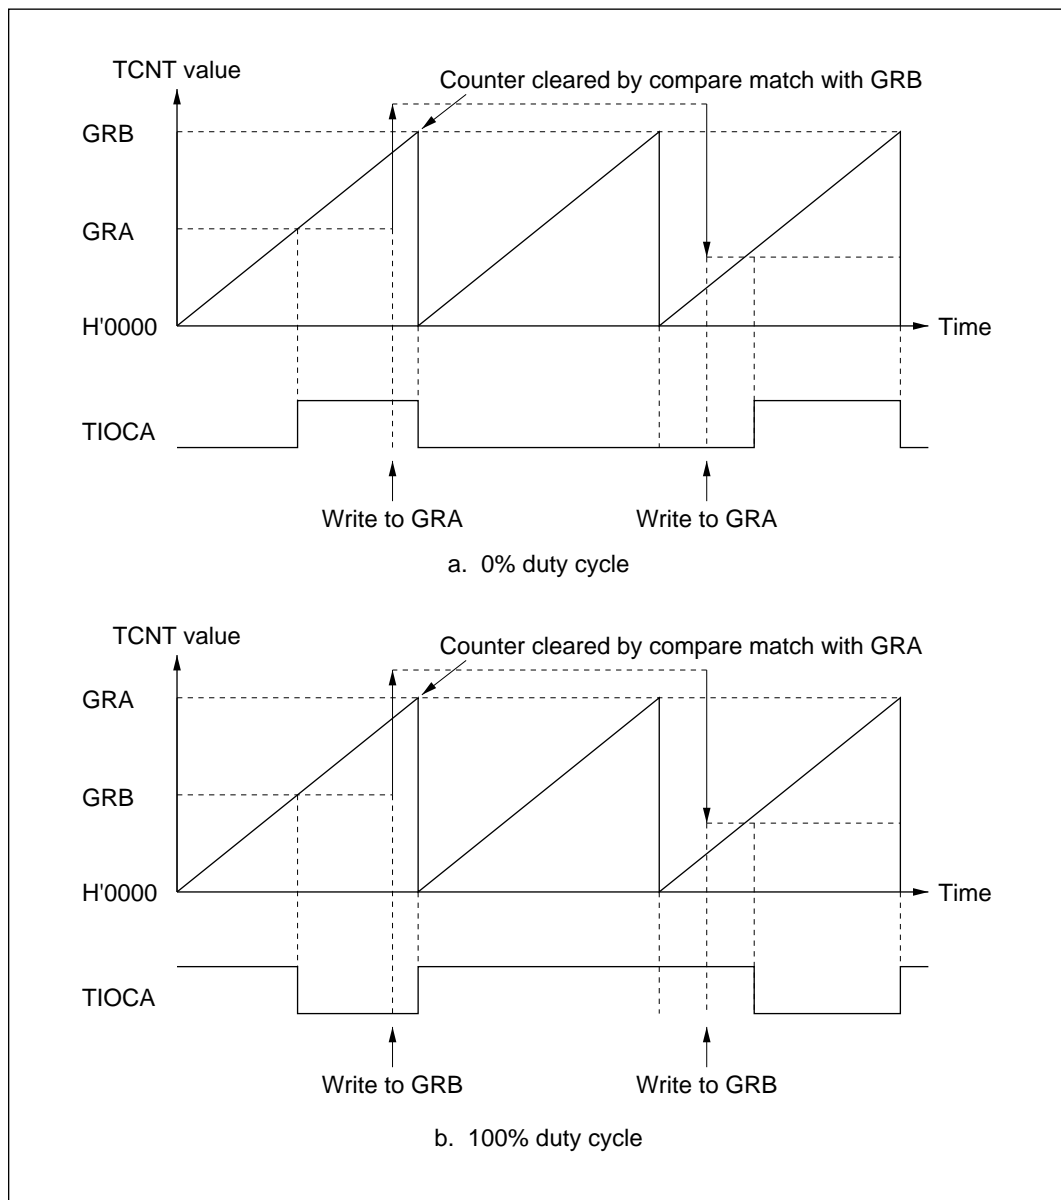 TCNT value
Counter cleared by compare match with GRB
GRB
GRA
H'0000
Time
TIOCA
Write to GRA
Write to GRA
a. 0% duty cycle
TCNT value
Counter cleared by compare match with GRA
GRA
GRB
H'0000
Time
TIOCA
Write to GRB
Write to GRB
b. 100% duty cycle